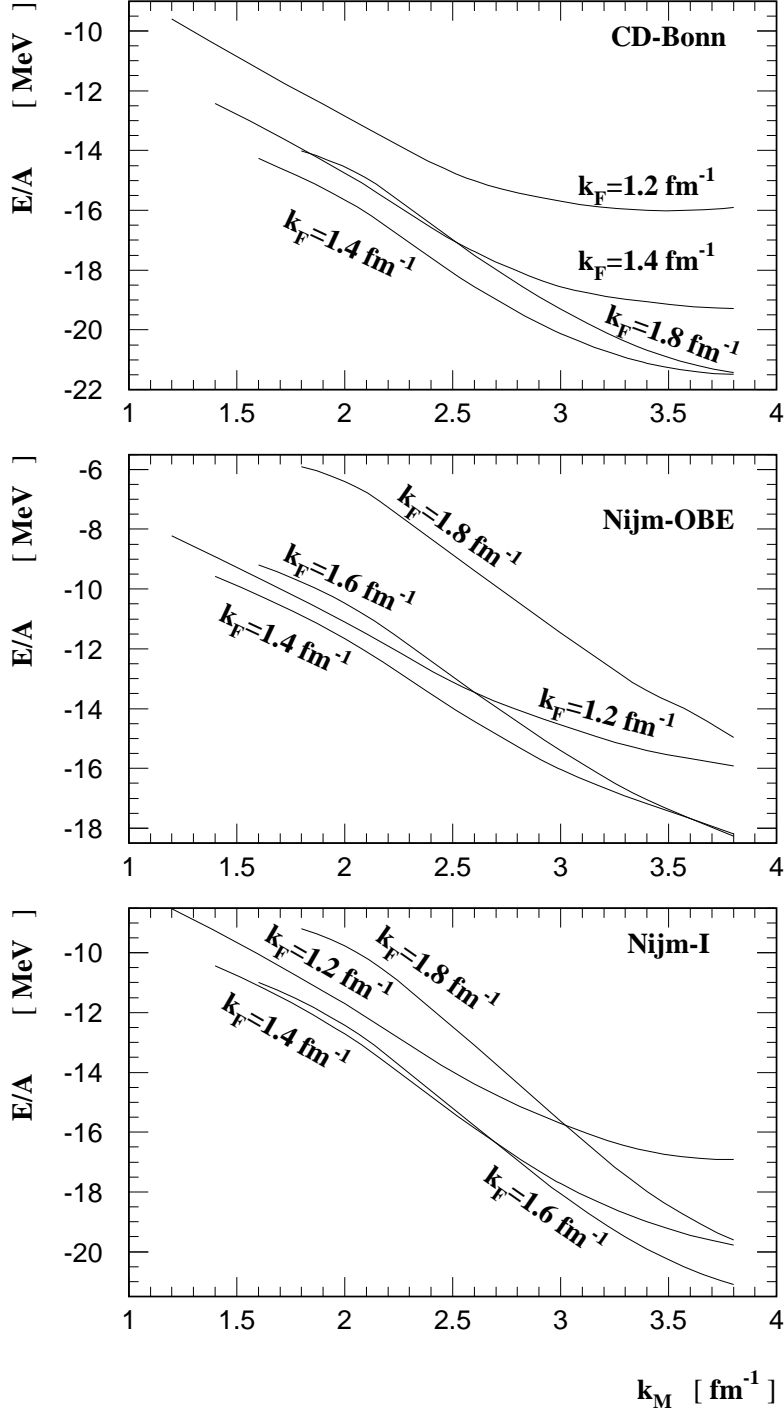 CD-Bonn
E/A [ MeV ]
-10
-12
-14
-16
-18
-20
-22
k_F=1.2 fm^-1
k_F=1.4 fm^-1
k_F=1.4 fm^-1
k_F=1.8 fm^-1
1 1.5 2 2.5 3 3.5 4
Nijm-OBE
E/A [ MeV ]
-6
-8
-10
-12
-14
-16
-18
k_F=1.8 fm^-1
k_F=1.6 fm^-1
k_F=1.4 fm^-1
k_F=1.2 fm^-1
1 1.5 2 2.5 3 3.5 4
Nijm-I
E/A [ MeV ]
-10
-12
-14
-16
-18
-20
k_F=1.2 fm^-1
k_F=1.8 fm^-1
k_F=1.4 fm^-1
k_F=1.6 fm^-1
1 1.5 2 2.5 3 3.5 4
k_M [ fm^-1 ]